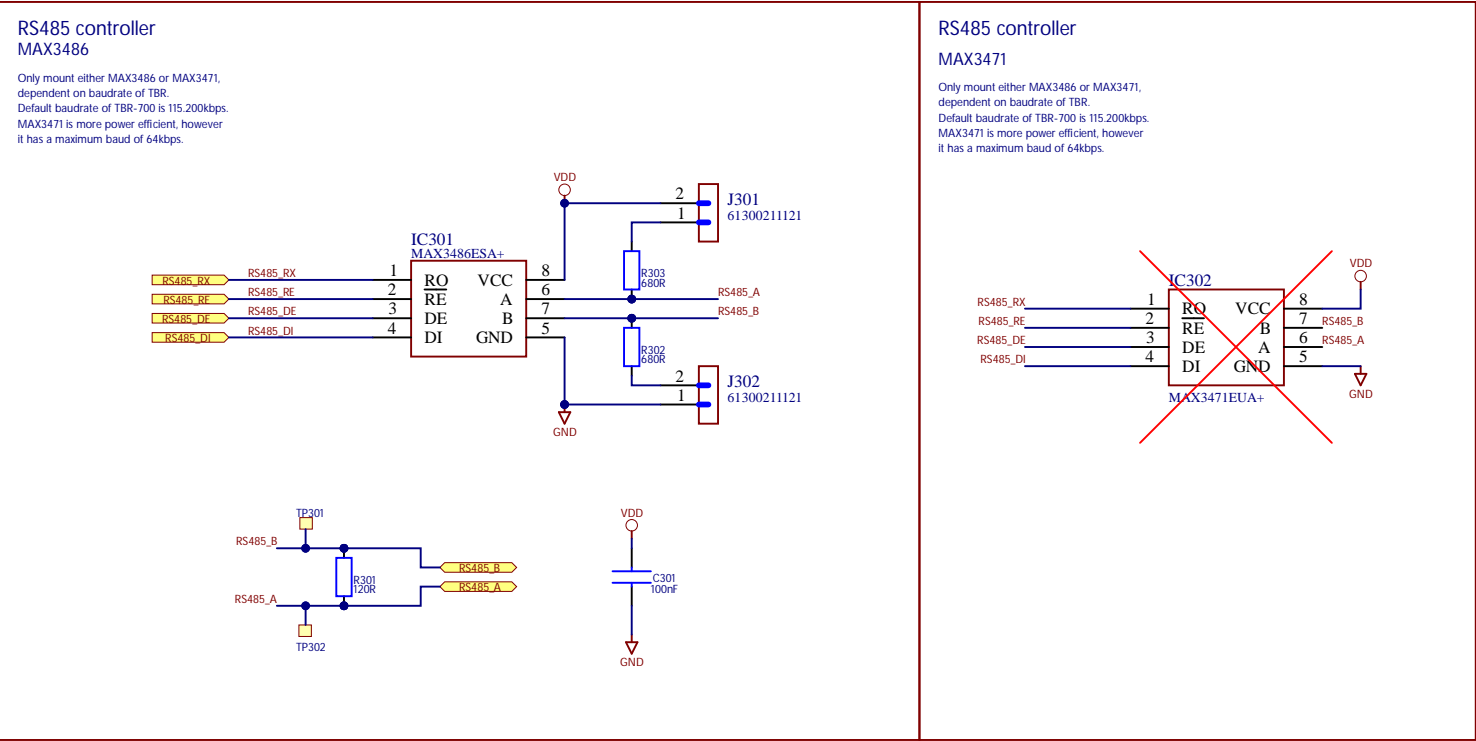 RS485 controller
MAX3486
Only mount either MAX3486 or MAX3471,
dependent on baudrate of TBR.
Default baudrate of TBR-700 is 115.200kbps.
MAX3471 is more power efficient, however
it has a maximum baud of 64kbps.
VDD
2
1
J301
61300211121
IC301
MAX3486ESA+
R303
680R
RS485_RX RS485_RX 1 RO VCC 8
RS485_RE RS485_RE 2 RE A 6 RS485_A
RS485_DE RS485_DE 3 DE B 7 RS485_B
RS485_DI RS485_DI 4 DI GND 5
R302
680R
2
1
J302
61300211121
GND
TP301
RS485_B
RS485_B
R301
120R
RS485_A
RS485_A
TP302
VDD
C301
100nF
GND
RS485 controller
MAX3471
Only mount either MAX3486 or MAX3471,
dependent on baudrate of TBR.
Default baudrate of TBR-700 is 115.200kbps.
MAX3471 is more power efficient, however
it has a maximum baud of 64kbps.
VDD
IC302
RS485_RX 1 RO VCC 8
RS485_RE 2 RE B 7 RS485_B
RS485_DE 3 DE A 6 RS485_A
RS485_DI 4 DI GND 5
MAX3471EUA+
GND